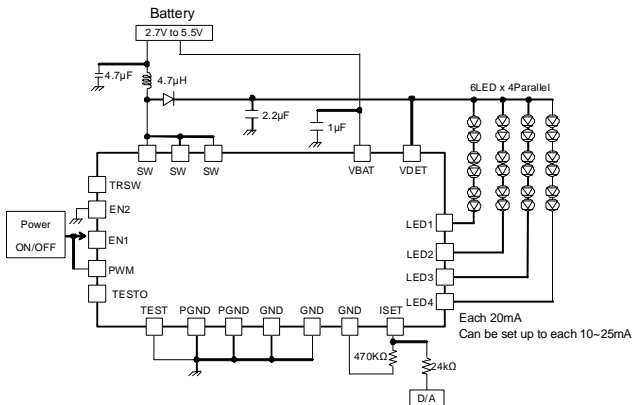 Battery
2.7V to 5.5V
4.7µF
4.7µH
6LED x 4Parallel
2.2µF
1µF
SW
SW
SW
VBAT
VDET
TRSW
EN2
Power
ON/OFF
EN1
PWM
TESTO
LED1
LED2
LED3
LED4
TEST
PGND
PGND
GND
GND
GND
ISET
Each 20mA
Can be set up to each 10~25mA
470KΩ
24kΩ
D/A